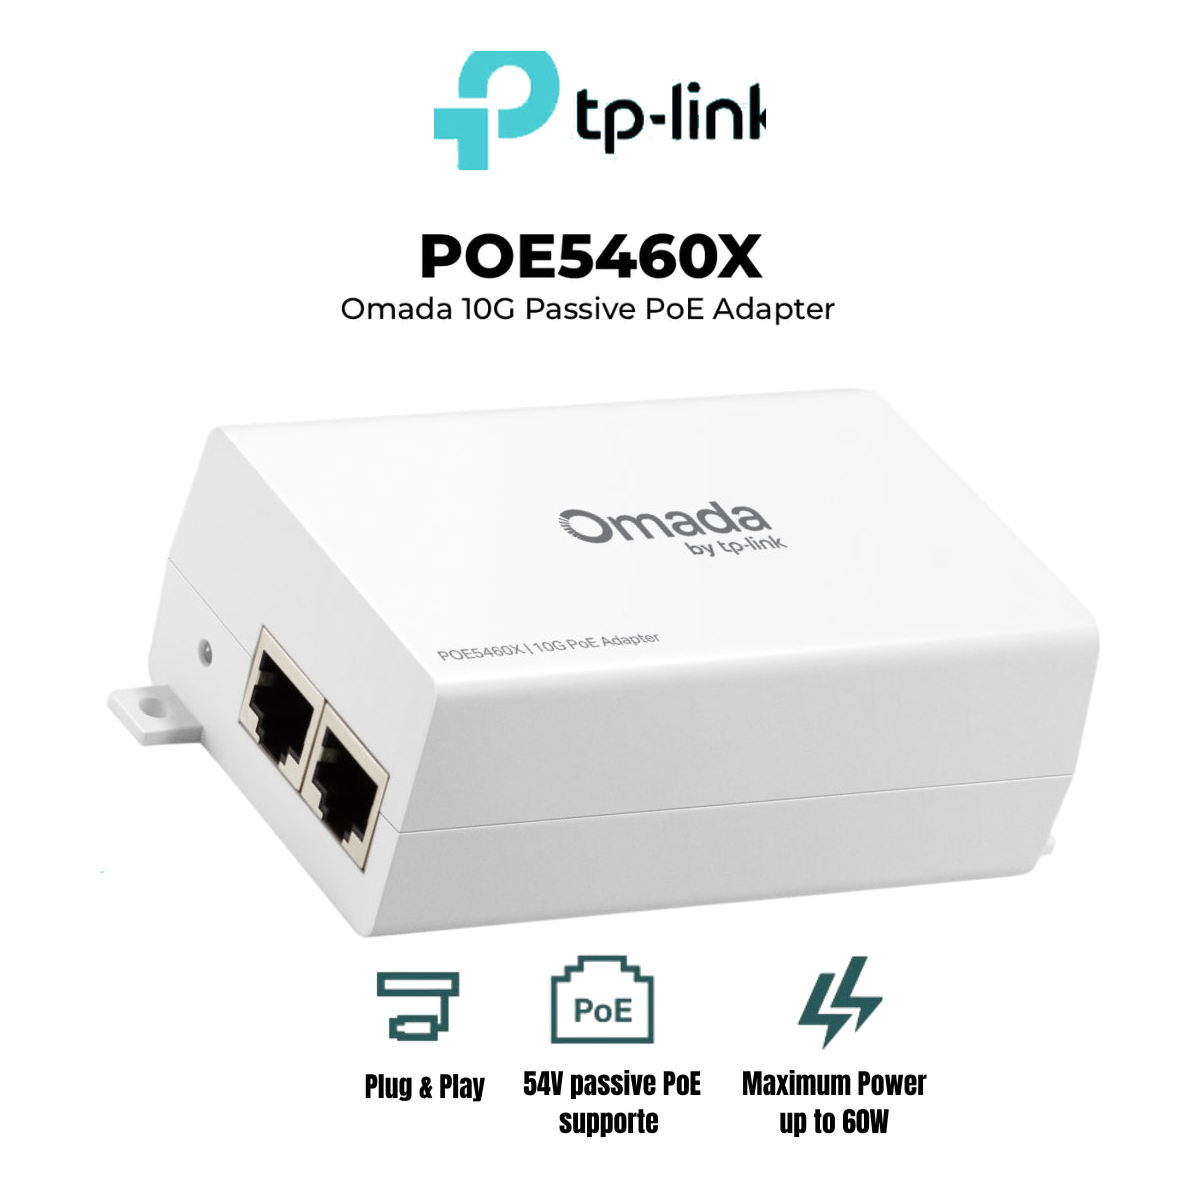 tp-link
POE5460X
Omada 10G Passive PoE Adapter
Omada
by tp-link
POE5460X | 10G PoE Adapter
PoE
Plug & Play
54V passive PoE
supporte
Maximum Power
up to 60W